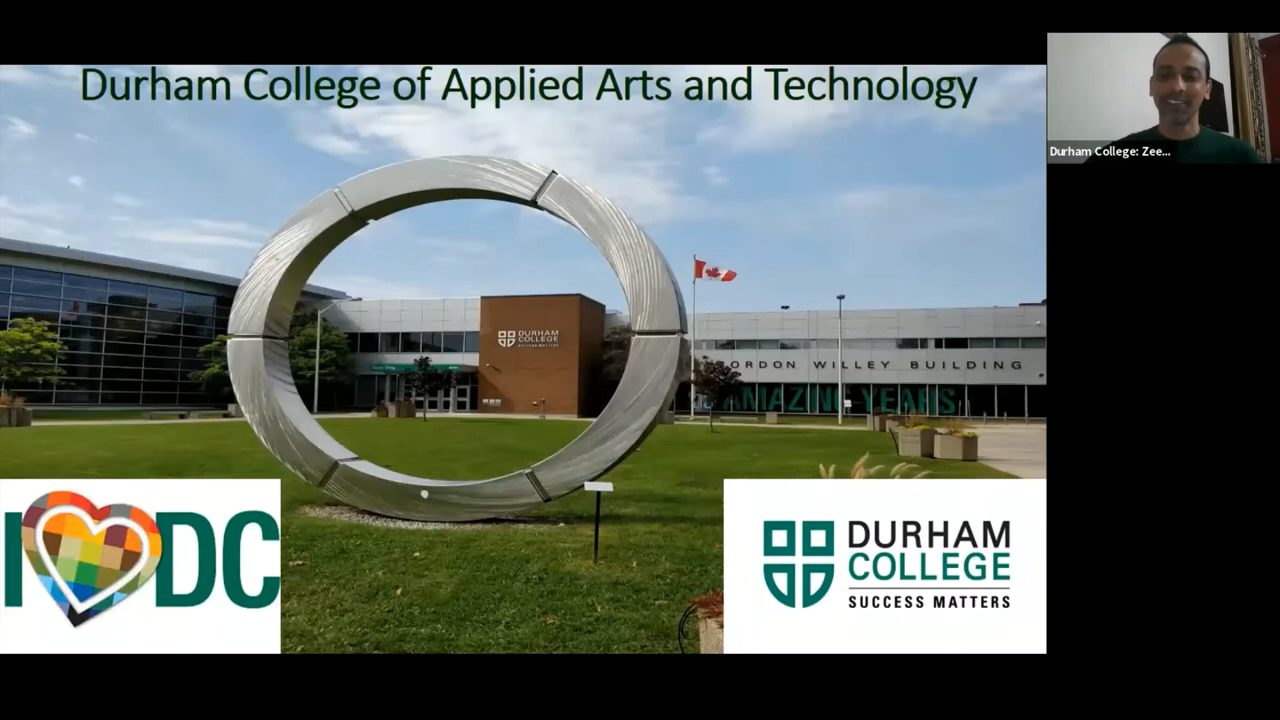 Durham College of Applied Arts and Technology
Durham College: Zee...
DURHAM
COLLEGE
SUCCESS MATTERS
ORDON WILLEY BUILDING
AMAZING YEARS
I DC
DURHAM
COLLEGE
SUCCESS MATTERS